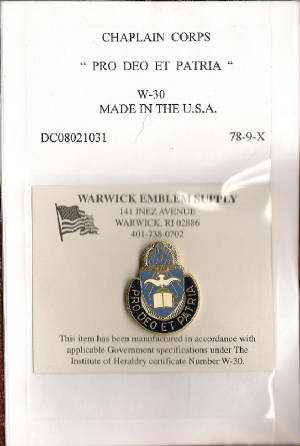 CHAPLAIN CORPS
" PRO DEO ET PATRIA "
W-30
MADE IN THE U.S.A.
DC08021031 78-9-X
WARWICK EMBLEM SUPPLY
141 INEZ AVENUE
WARWICK, RI 02886
401-738-0702
PRO DEO ET PATRIA
This item has been manufactured in accordance with
applicable Government specifications under The
Institute of Heraldry certificate Number W-30.